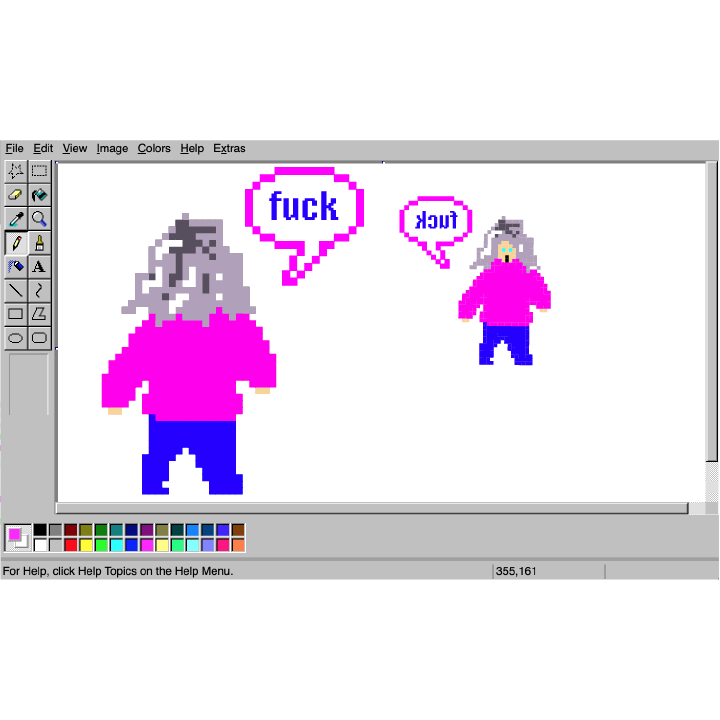 File Edit View Image Colors Help Extras
fuck
fuck
A
For Help, click Help Topics on the Help Menu.
355,161